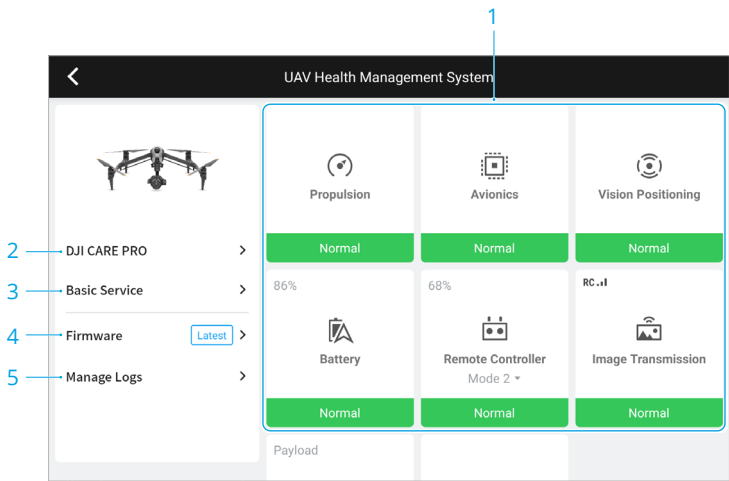 1
UAV Health Management System
2
DJI CARE PRO
3
Basic Service
4
Firmware
Latest
5
Manage Logs
Propulsion
Normal
Avionics
Normal
Vision Positioning
Normal
86%
Battery
Normal
68%
Remote Controller
Mode 2
Normal
RC
Image Transmission
Normal
Payload